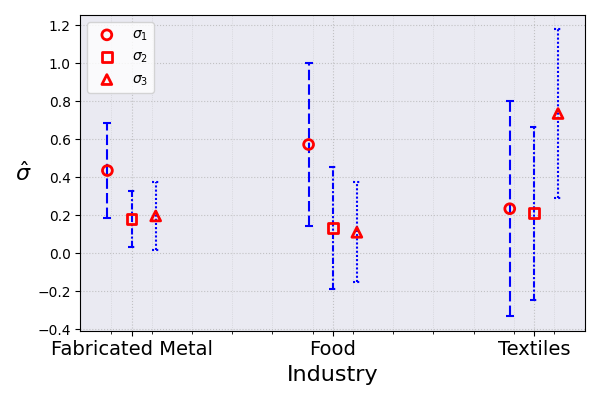 σ₁
σ₂
σ₃
1.2
1.0
0.8
0.6
0.4
0.2
0.0
−0.2
−0.4
σ̂
Fabricated Metal Food Textiles
Industry